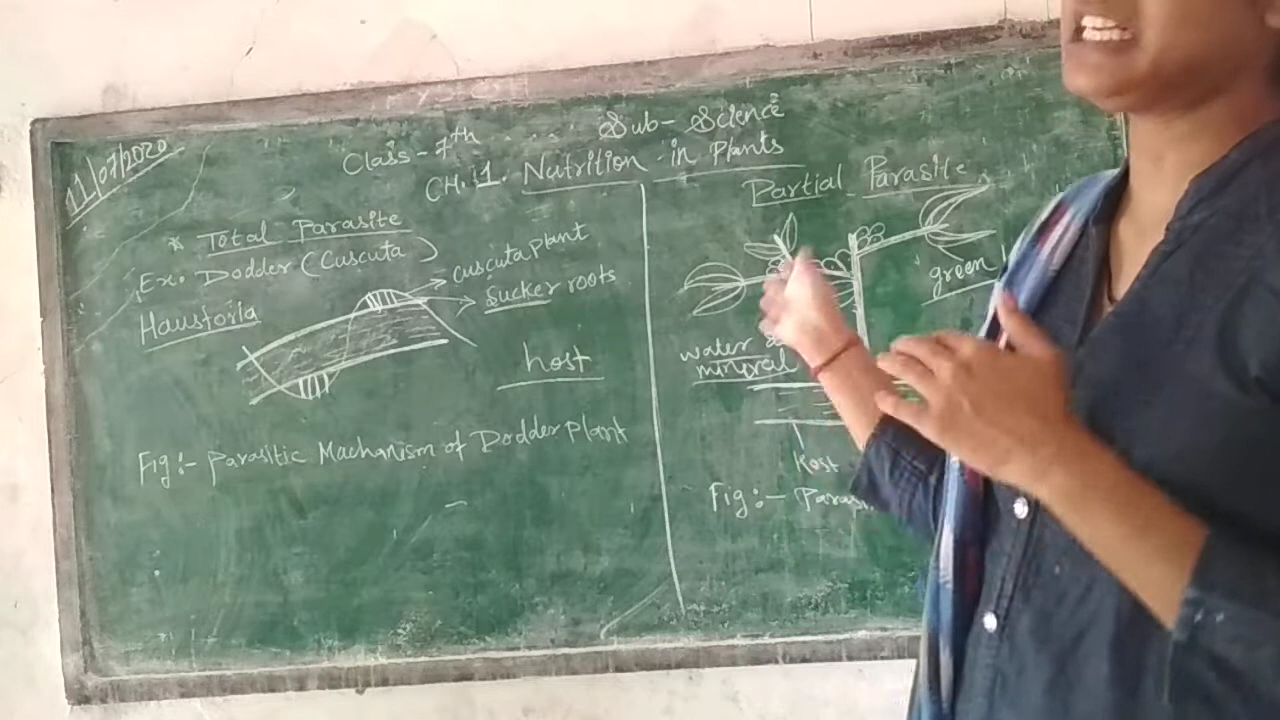 11/07/2020
Class-7th
Sub- Science
CH. 1. Nutrition in Plants
* Total Parasite
Ex. Dodder (Cuscuta)
Haustoria
cuscuta plant
Sucker roots
host
Fig:- Parasitic Machanism of Dodder Plant
Partial Parasite
green
water &
mineral
host
Fig:-